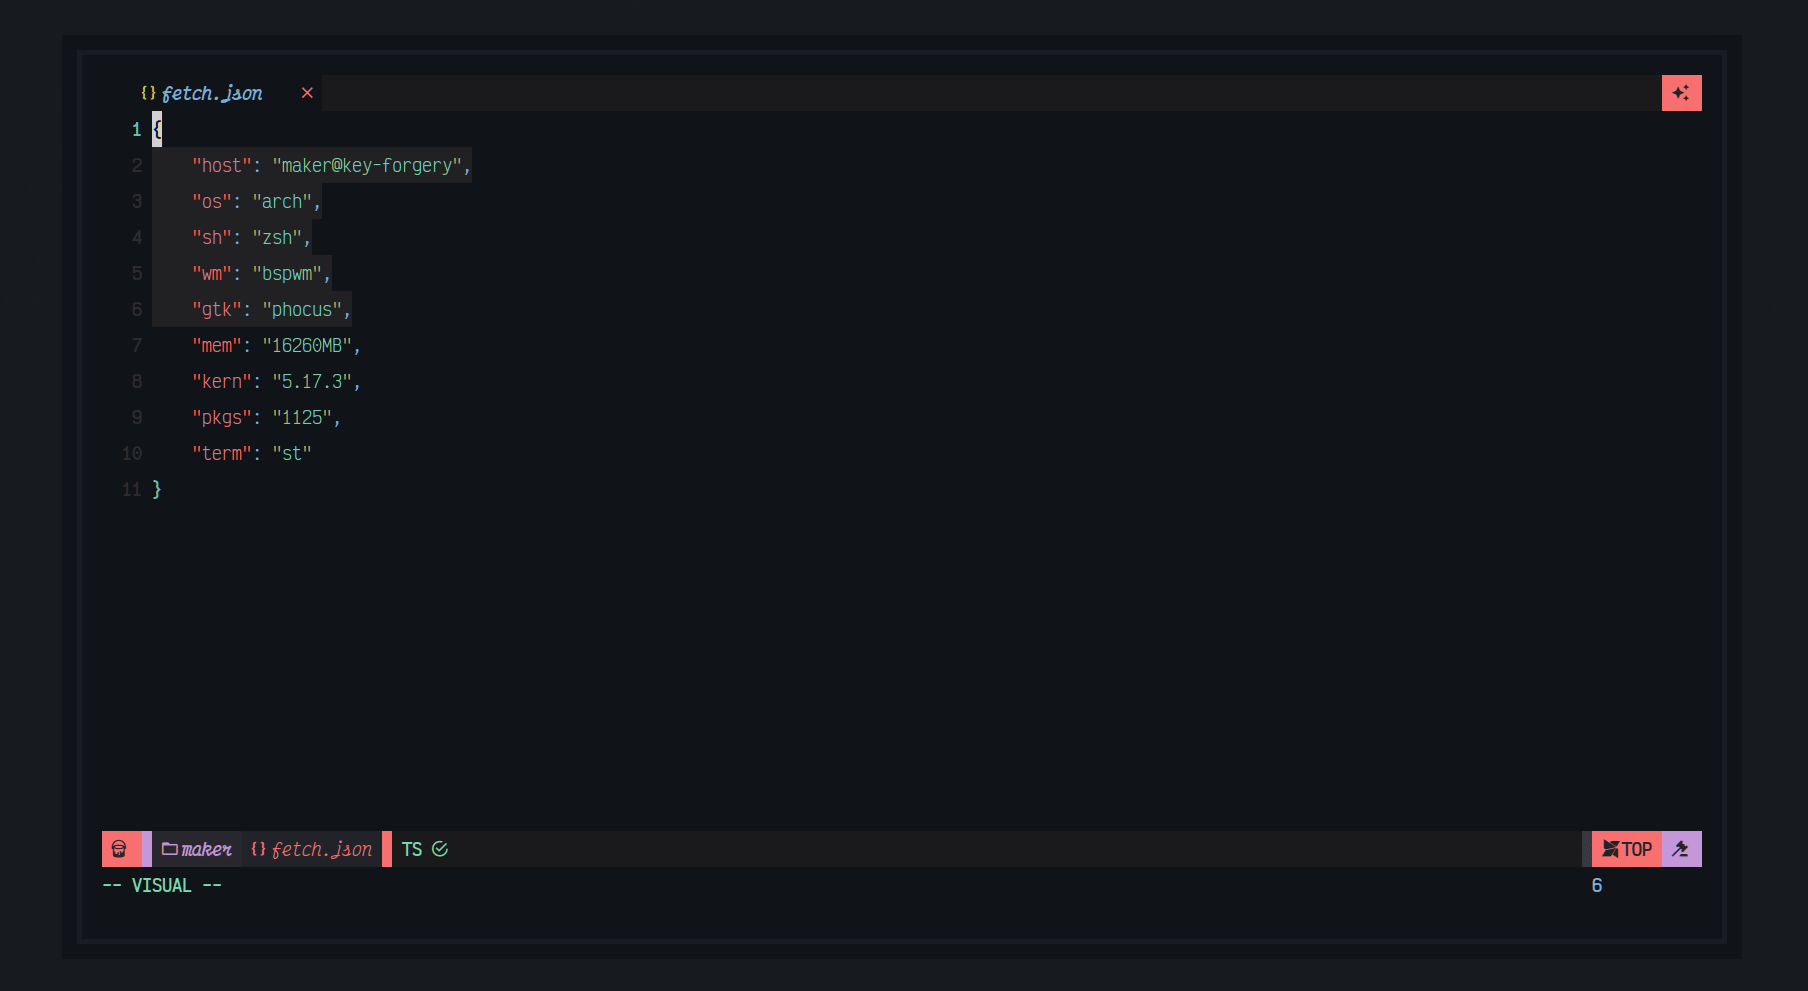 {} fetch.json ×
1 {
2     "host": "maker@key-forgery",
3     "os": "arch",
4     "sh": "zsh",
5     "wm": "bspwm",
6     "gtk": "phocus",
7     "mem": "16260MB",
8     "kern": "5.17.3",
9     "pkgs": "1125",
10     "term": "st"
11 }
maker {} fetch.json TS TOP
-- VISUAL -- 6